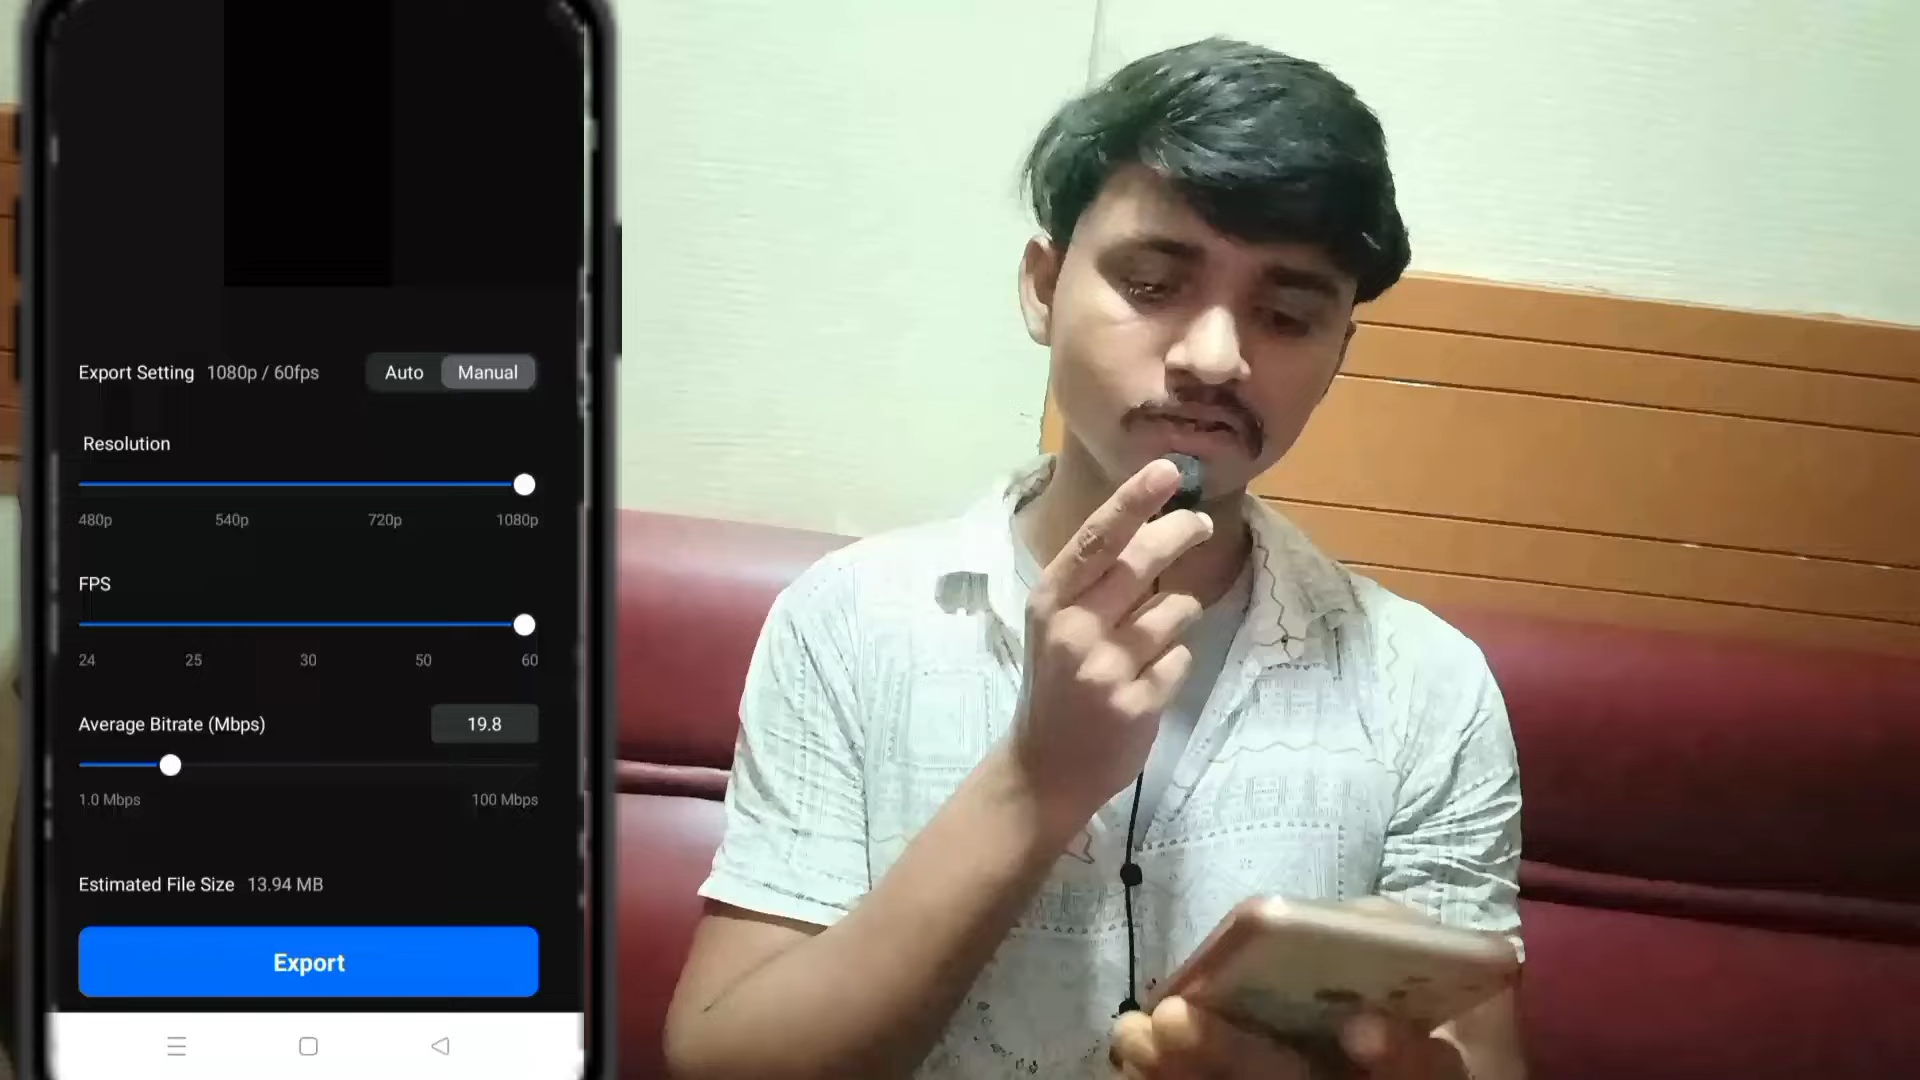 Export Setting 1080p / 60fps Auto Manual
Resolution
480p 540p 720p 1080p
FPS
24 25 30 50 60
Average Bitrate (Mbps) 19.8
1.0 Mbps 100 Mbps
Estimated File Size 13.94 MB
Export